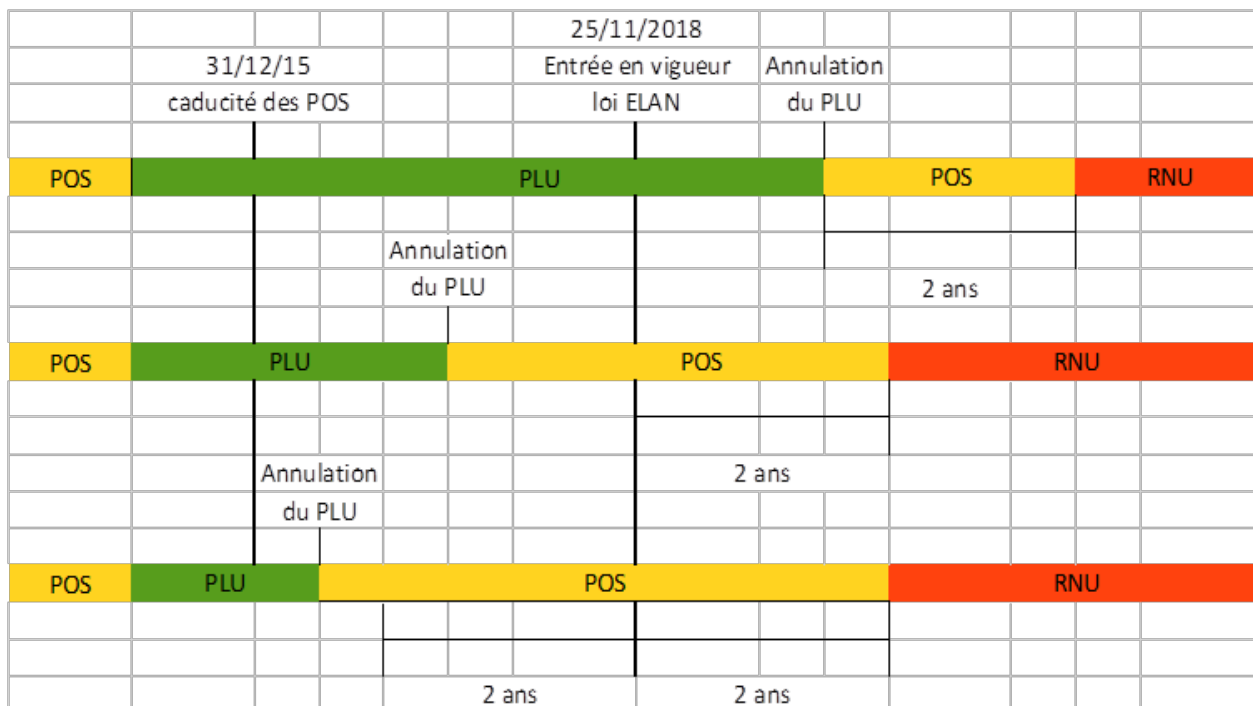 25/11/2018
31/12/15 Entrée en vigueur Annulation
caducité des POS loi ELAN du PLU
POS PLU POS RNU
Annulation
du PLU 2 ans
POS PLU POS RNU
Annulation 2 ans
du PLU
POS PLU POS RNU
2 ans 2 ans